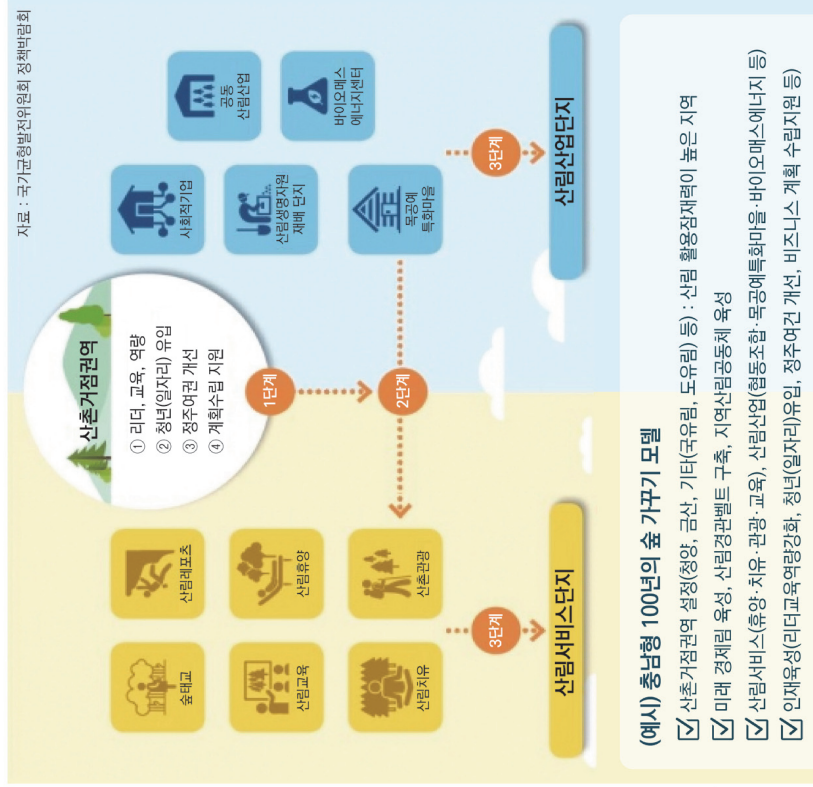 자료 : 국가균형발전위원회 정책박람회
산촌거점권역
① 리더, 교육, 역량
② 청년(일자리) 유입
③ 정주여권 개선
④ 계획수립 지원
1단계
2단계
숲태교
산림레포츠
산림교육
산림휴양
산림치유
산촌관광
3단계
산림서비스단지
사회적기업
공동
산림산업
산림생명자원
재배 단지
바이오메스
에너지센터
목공예
특화마을
3단계
산림산업단지
(예시) 충남형 100년의 숲 가꾸기 모델
산촌거점권역 설정(청양, 금산, 기타(국유림, 도유림) 등) : 산림 활용잠재력이 높은 지역
미래 경제림 육성, 산림경관벨트 구축, 지역산림공동체 육성
산림서비스(휴양·치유·관광·교육), 산림산업(협동조합·목공예특화마을·바이오매스에너지 등)
인재육성(리더교육역량강화, 청년(일자리)유입, 정주여건 개선, 비즈니스 계획 수립지원 등)